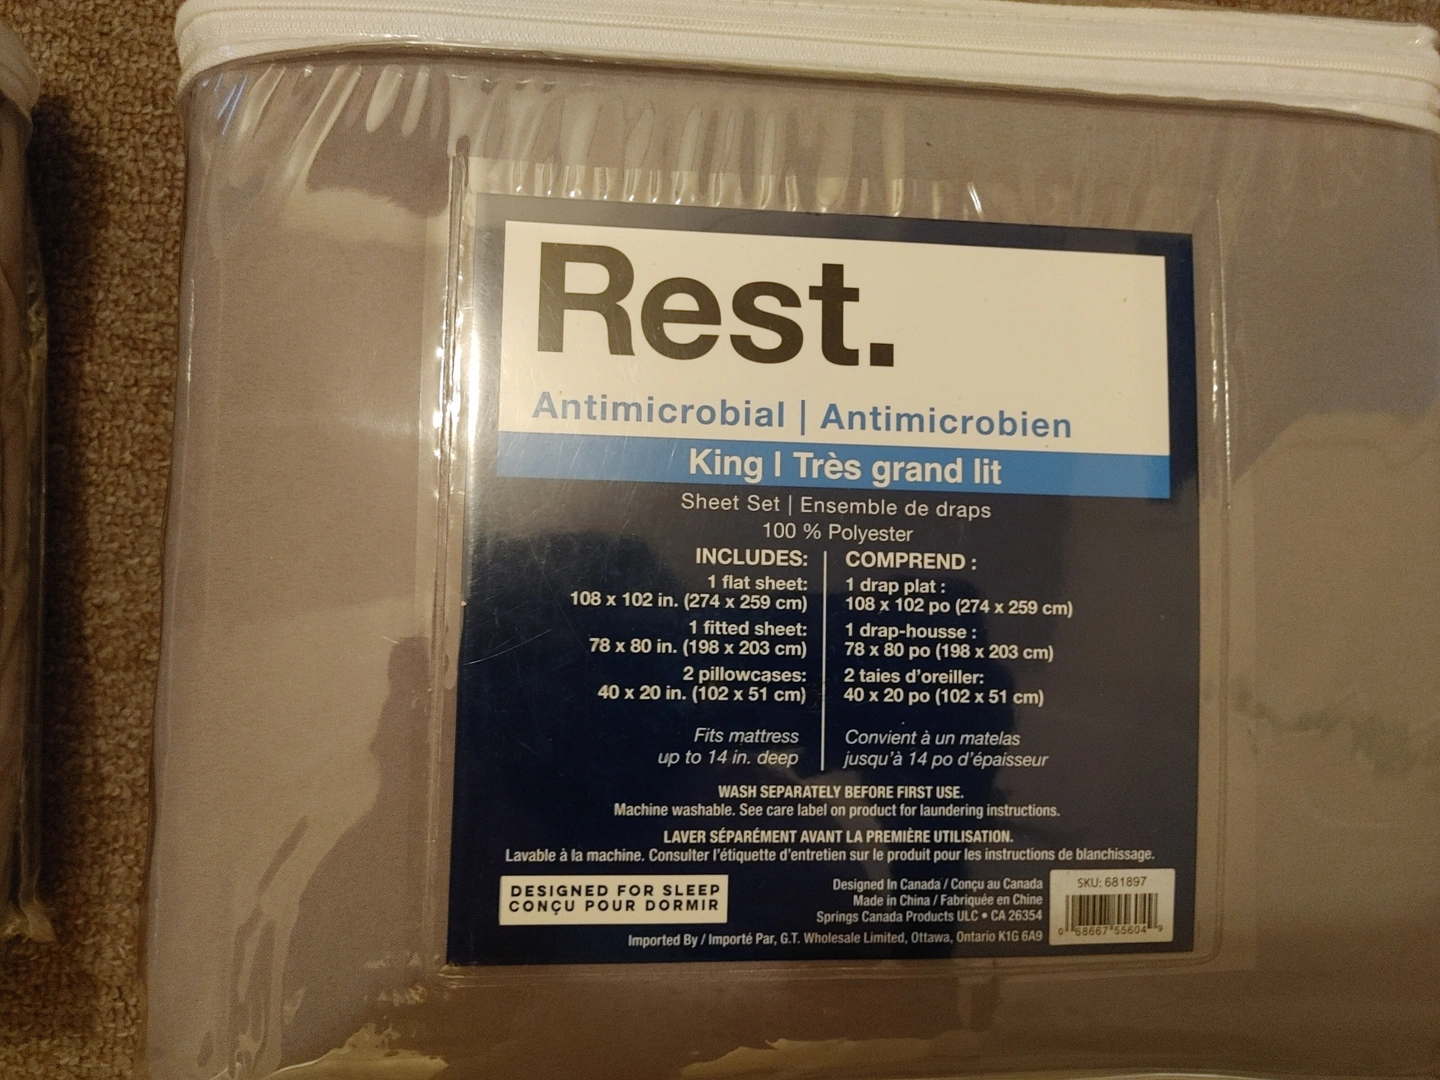 Rest.
Antimicrobial | Antimicrobien
King | Très grand lit
Sheet Set | Ensemble de draps
100 % Polyester
INCLUDES:
1 flat sheet:
108 x 102 in. (274 x 259 cm)
1 fitted sheet:
78 x 80 in. (198 x 203 cm)
2 pillowcases:
40 x 20 in. (102 x 51 cm)
Fits mattress
up to 14 in. deep
COMPREND :
1 drap plat :
108 x 102 po (274 x 259 cm)
1 drap-housse :
78 x 80 po (198 x 203 cm)
2 taies d'oreiller:
40 x 20 po (102 x 51 cm)
Convient à un matelas
jusqu'à 14 po d'épaisseur
WASH SEPARATELY BEFORE FIRST USE.
Machine washable. See care label on product for laundering instructions.
LAVER SÉPARÉMENT AVANT LA PREMIÈRE UTILISATION.
Lavable à la machine. Consulter l'étiquette d'entretien sur le produit pour les instructions de blanchissage.
DESIGNED FOR SLEEP
CONÇU POUR DORMIR
Designed In Canada / Conçu au Canada
Made in China / Fabriquée en Chine
Springs Canada Products ULC • CA 26354
Imported By / Importé Par, G.T. Wholesale Limited, Ottawa, Ontario K1G 6A9
SKU: 681897
0 68667 55604 9